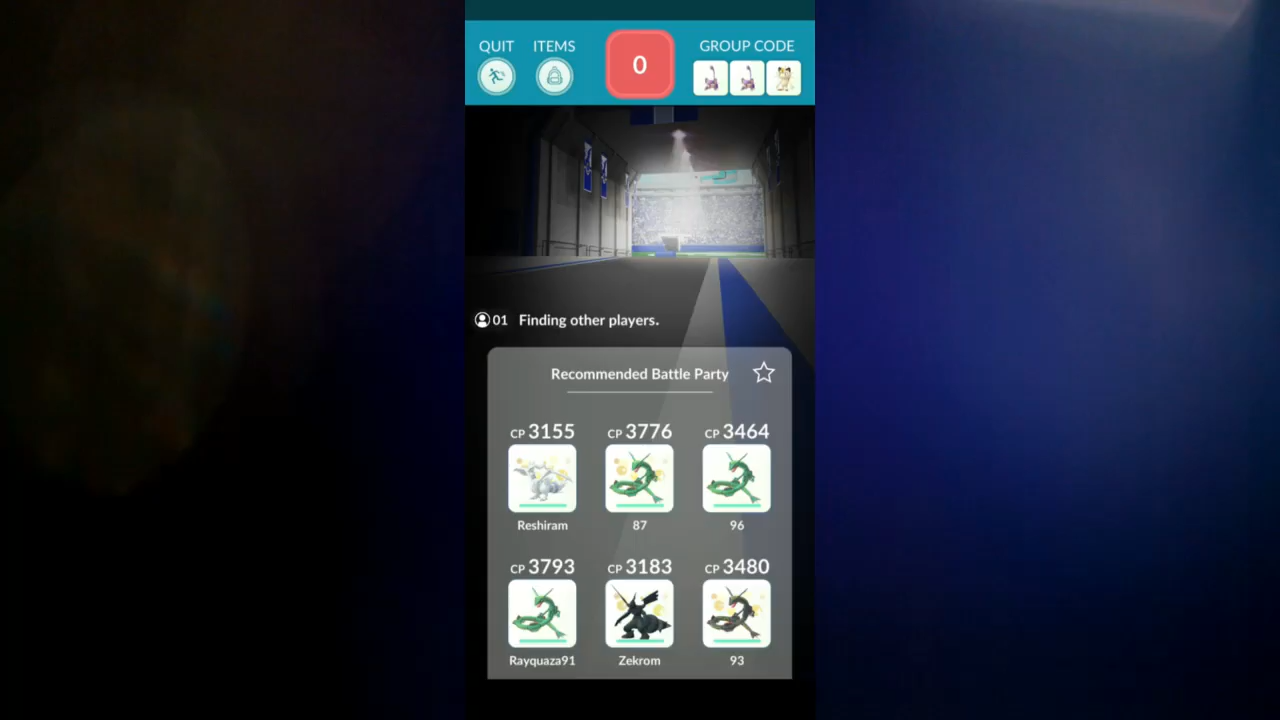 QUIT ITEMS 0 GROUP CODE
01 Finding other players.
Recommended Battle Party
CP 3155 CP 3776 CP 3464
Reshiram 87 96
CP 3793 CP 3183 CP 3480
Rayquaza91 Zekrom 93